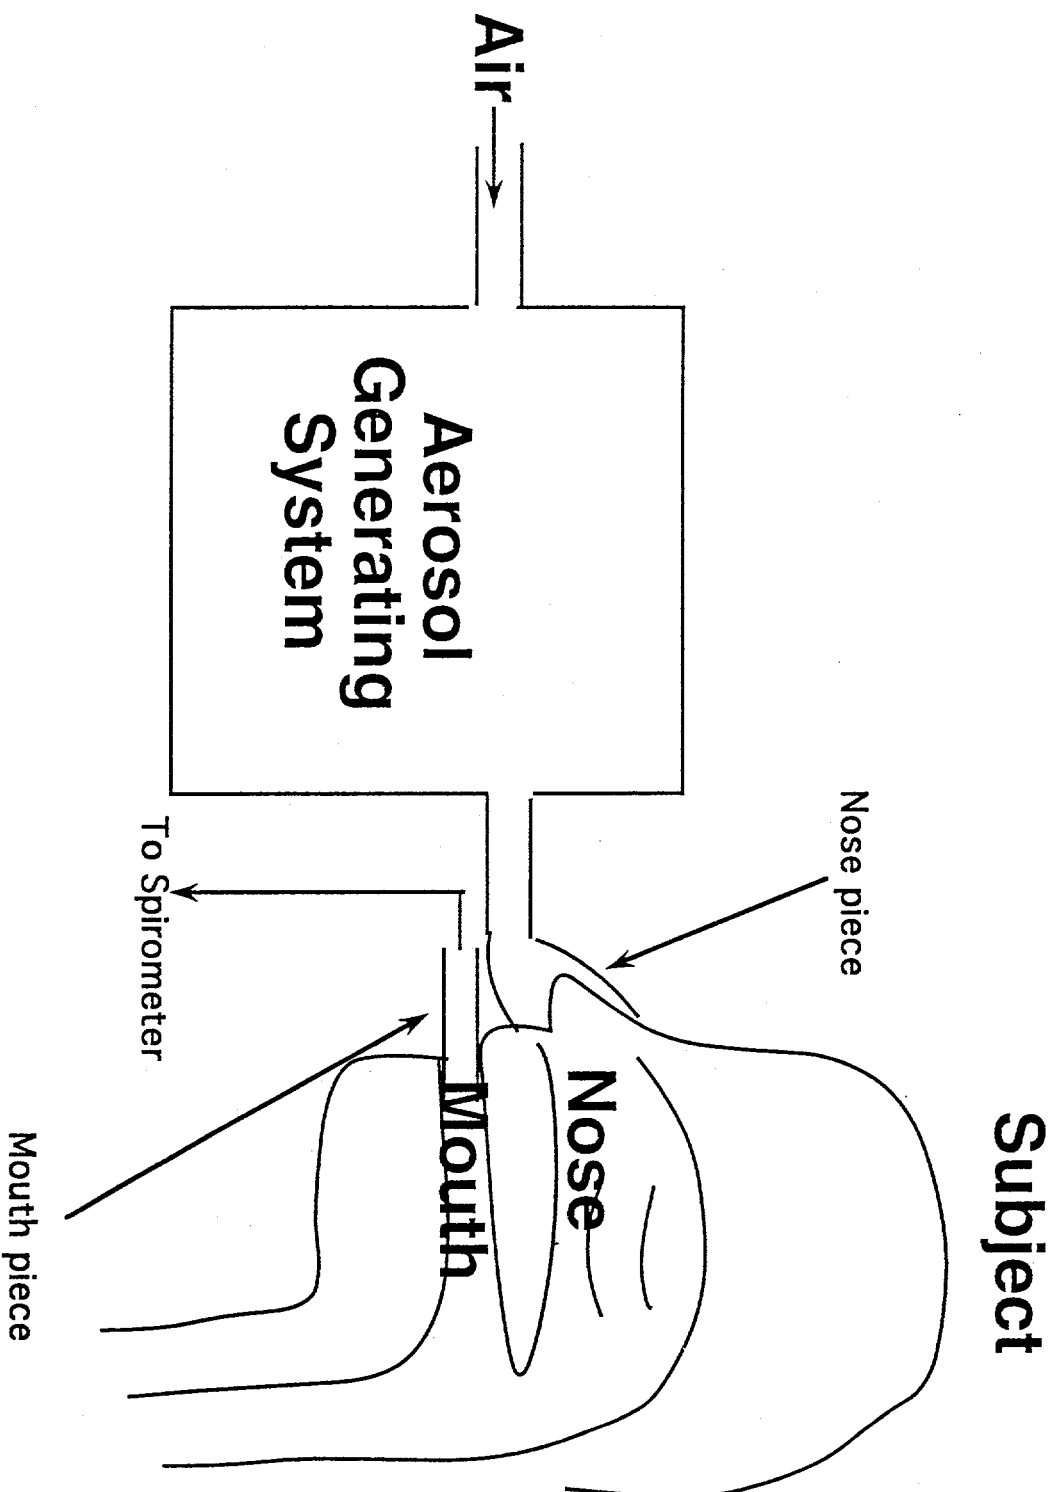 Subject
Nose piece
Air
Aerosol
Generating
System
Nose
Mouth
To Spirometer
Mouth piece